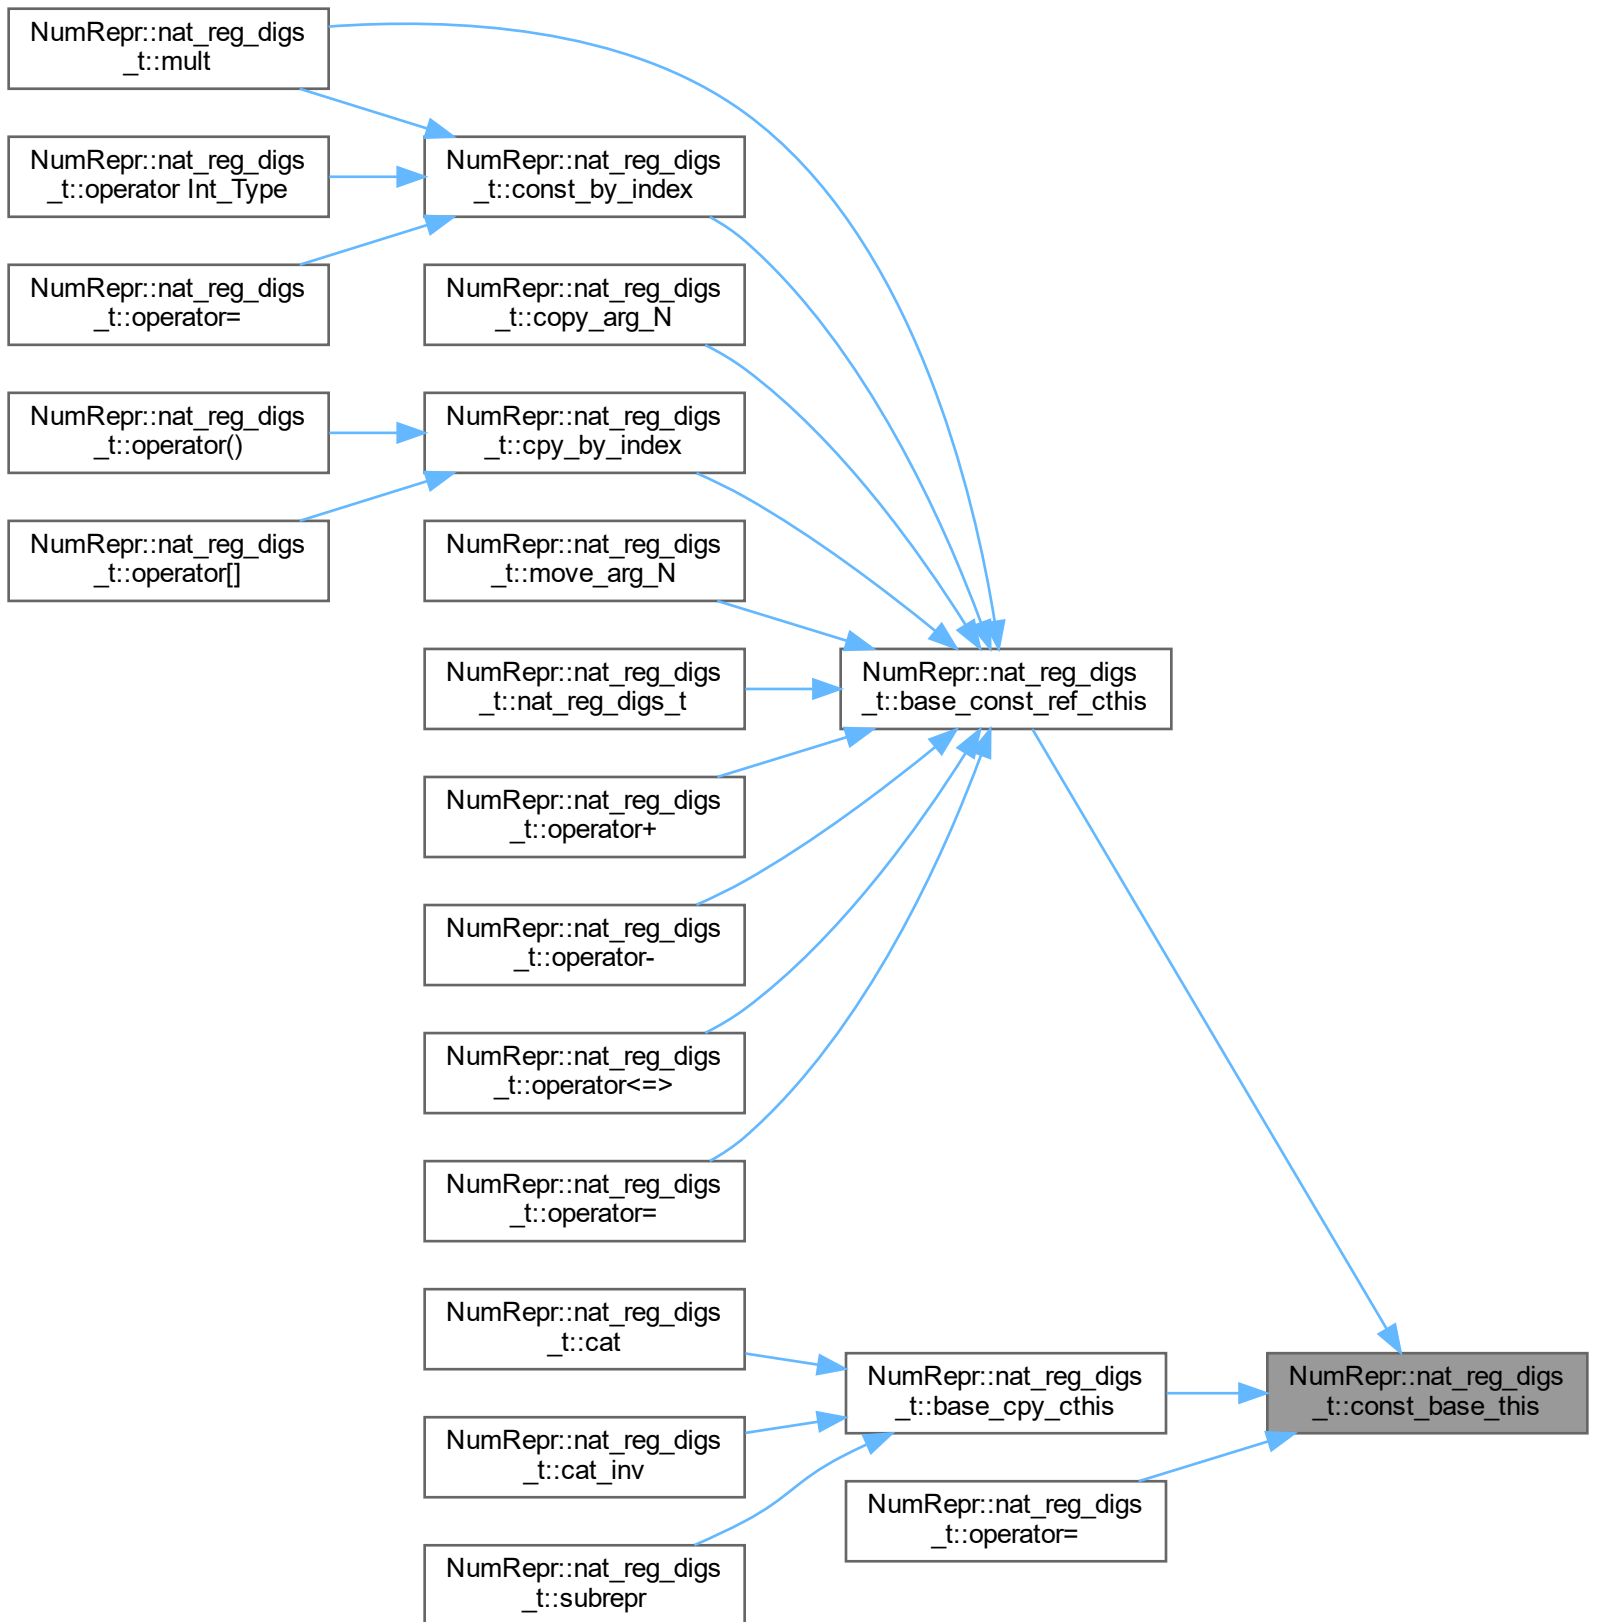 NumRepr::nat_reg_digs
_t::mult
NumRepr::nat_reg_digs
_t::operator Int_Type
NumRepr::nat_reg_digs
_t::operator=
NumRepr::nat_reg_digs
_t::operator()
NumRepr::nat_reg_digs
_t::operator[]
NumRepr::nat_reg_digs
_t::const_by_index
NumRepr::nat_reg_digs
_t::copy_arg_N
NumRepr::nat_reg_digs
_t::cpy_by_index
NumRepr::nat_reg_digs
_t::move_arg_N
NumRepr::nat_reg_digs
_t::nat_reg_digs_t
NumRepr::nat_reg_digs
_t::operator+
NumRepr::nat_reg_digs
_t::operator-
NumRepr::nat_reg_digs
_t::operator<=>
NumRepr::nat_reg_digs
_t::operator=
NumRepr::nat_reg_digs
_t::cat
NumRepr::nat_reg_digs
_t::cat_inv
NumRepr::nat_reg_digs
_t::subrepr
NumRepr::nat_reg_digs
_t::base_const_ref_cthis
NumRepr::nat_reg_digs
_t::base_cpy_cthis
NumRepr::nat_reg_digs
_t::operator=
NumRepr::nat_reg_digs
_t::const_base_this